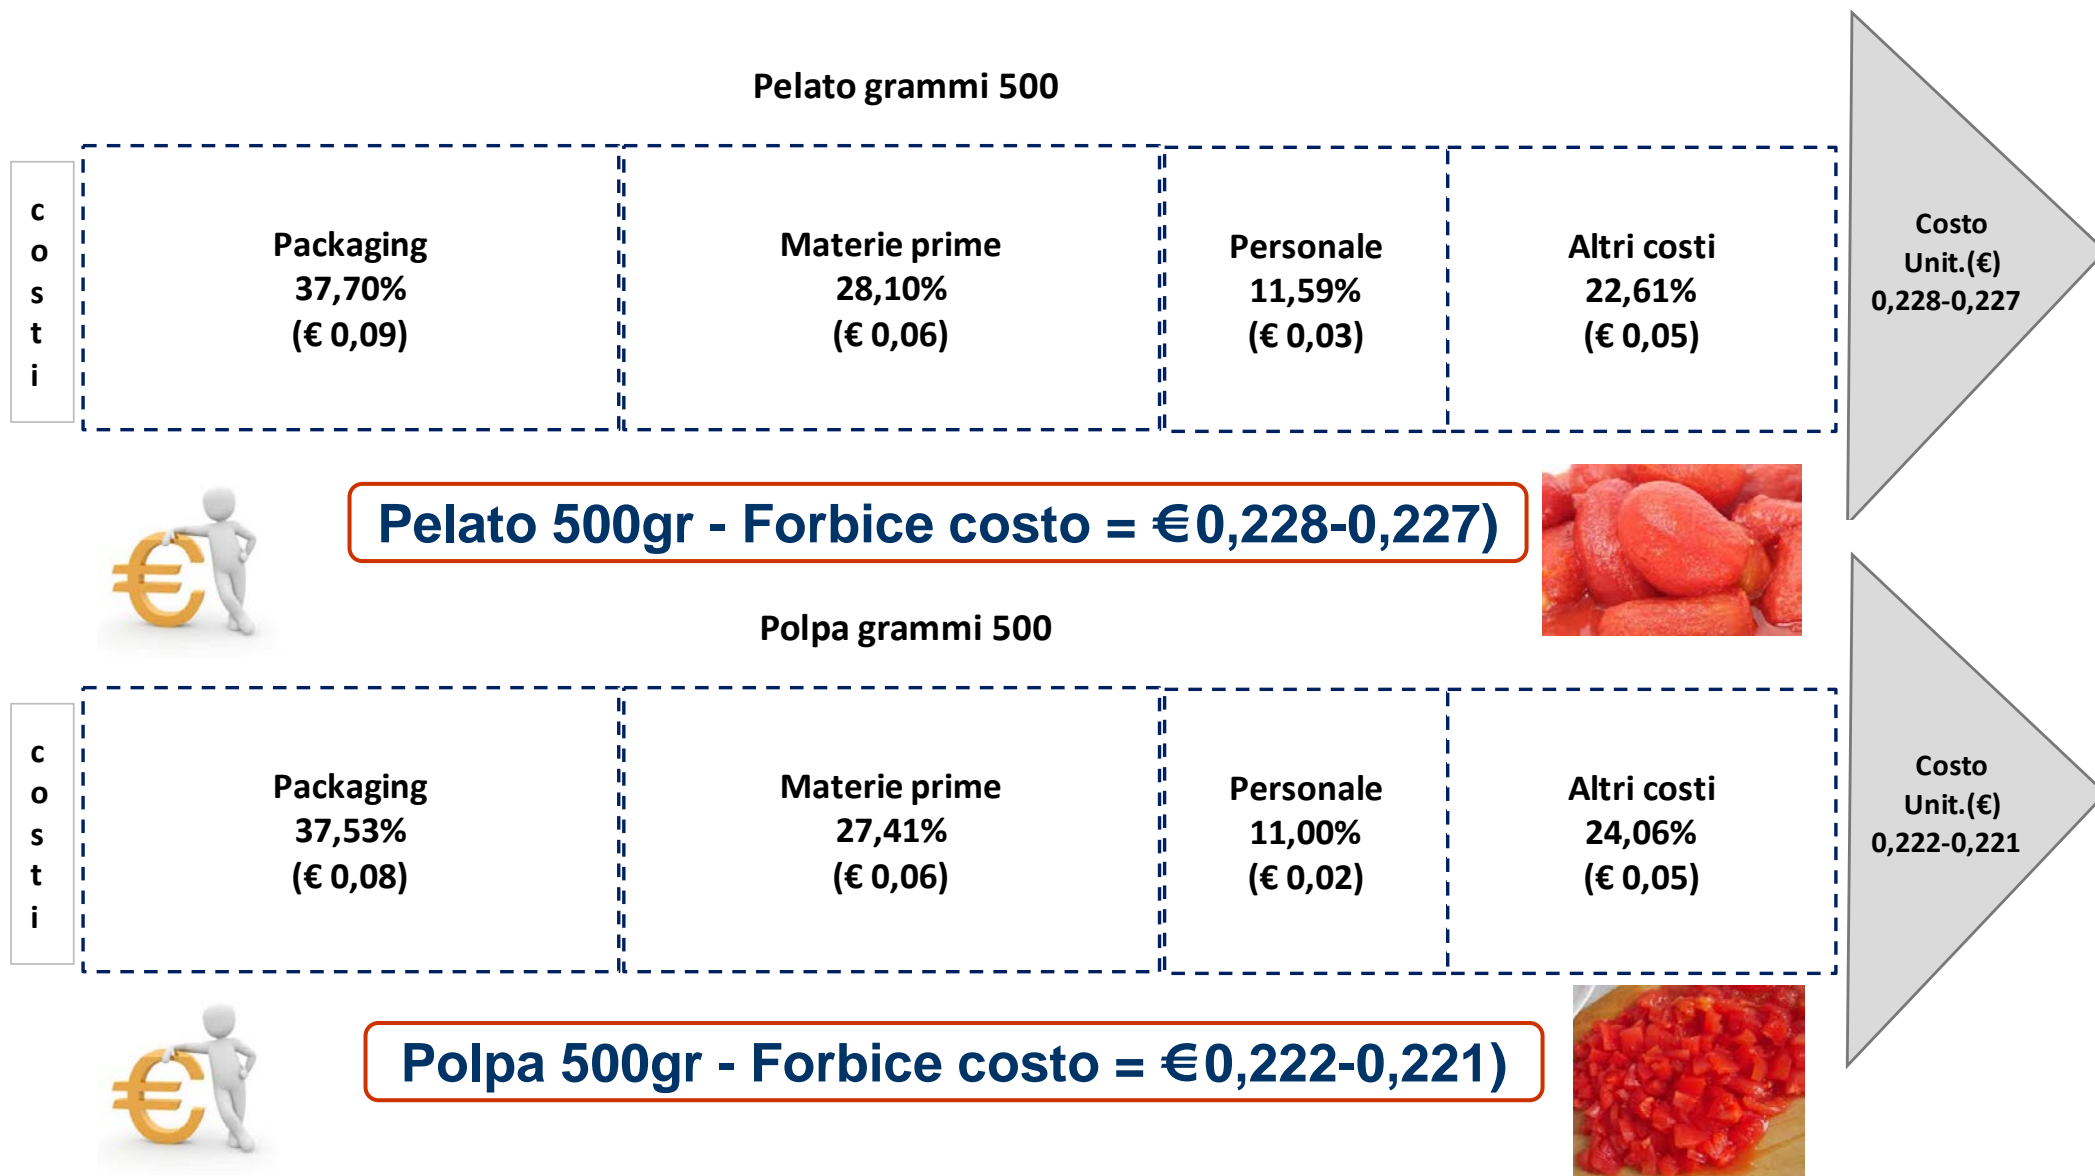 Pelato grammi 500
c
o
s
t
i
Packaging
37,70%
(€ 0,09)
Materie prime
28,10%
(€ 0,06)
Personale
11,59%
(€ 0,03)
Altri costi
22,61%
(€ 0,05)
Costo
Unit.(€)
0,228-0,227
Pelato 500gr - Forbice costo = €0,228-0,227)
Polpa grammi 500
c
o
s
t
i
Packaging
37,53%
(€ 0,08)
Materie prime
27,41%
(€ 0,06)
Personale
11,00%
(€ 0,02)
Altri costi
24,06%
(€ 0,05)
Costo
Unit.(€)
0,222-0,221
Polpa 500gr - Forbice costo = €0,222-0,221)